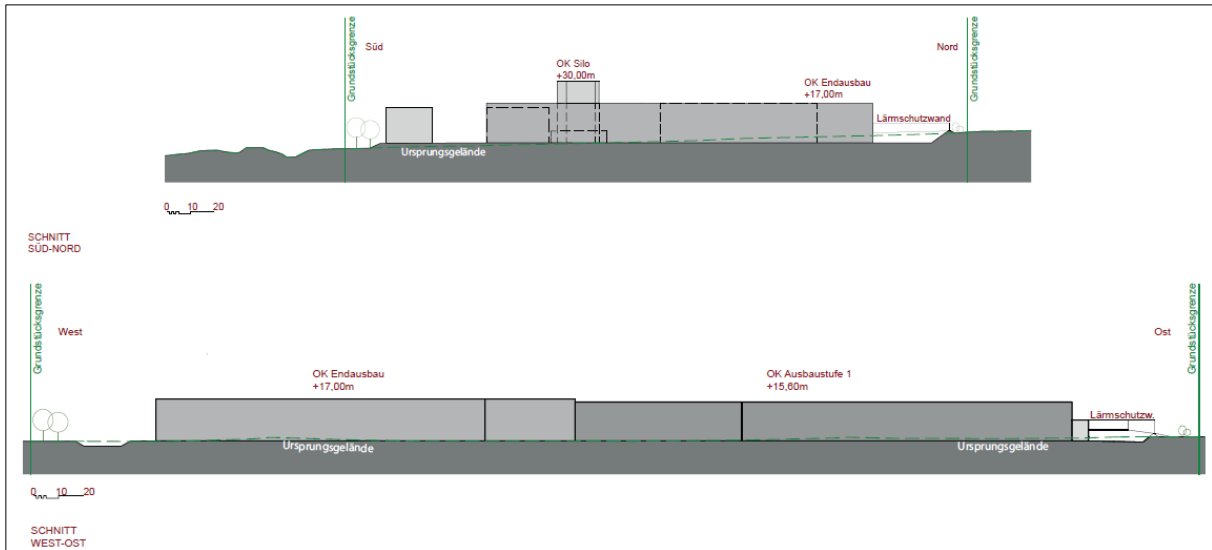 Grundstücksgrenze
Süd
OK Silo
+30,00m
Nord
Grundstücksgrenze
OK Endausbau
+17,00m
Lärmschutzwand
Ursprungsgelände
0 10 20
SCHNITT
SÜD-NORD
Grundstücksgrenze
West
Ost
Grundstücksgrenze
OK Endausbau
+17,00m
OK Ausbaustufe 1
+15,60m
Lärmschutzw.
Ursprungsgelände
Ursprungsgelände
0 10 20
SCHNITT
WEST-OST